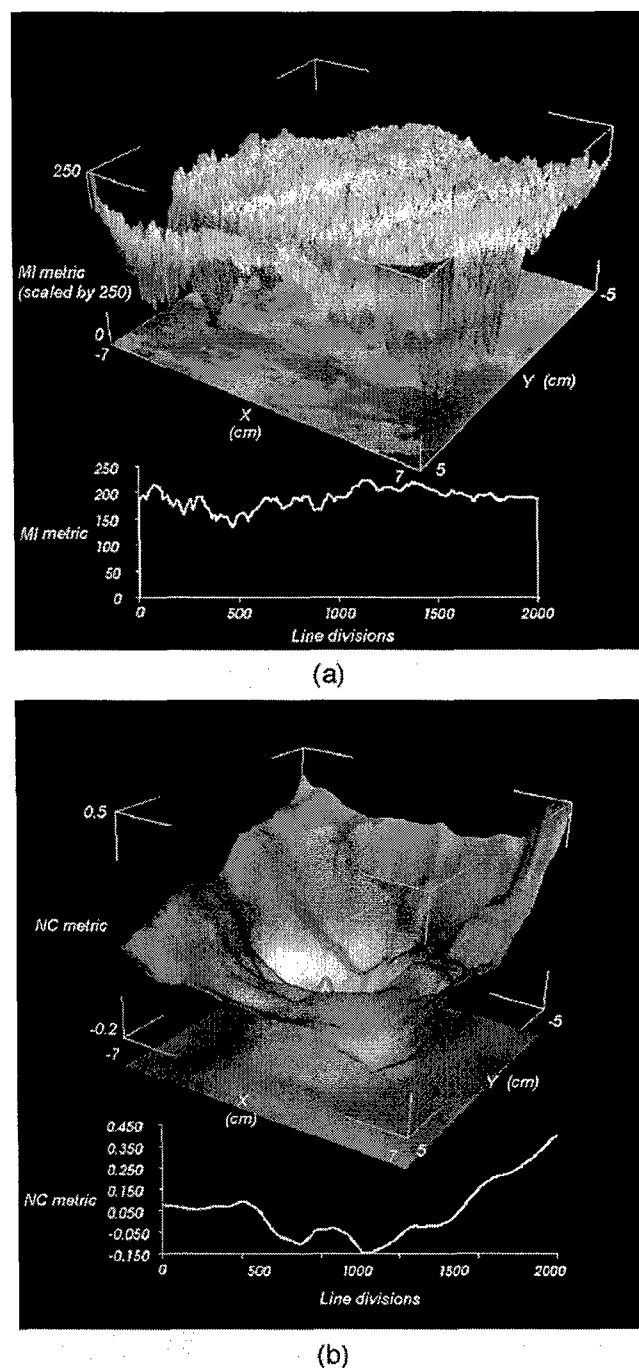 250
MI metric
(scaled by 250)
0
-7
X
(cm)
7
5
Y (cm)
-5
250
200
150
100
50
0
MI metric
0
500
1000
1500
2000
Line divisions
(a)
0.5
NC metric
-0.2
-7
X
(cm)
7
5
Y (cm)
-5
0.450
0.350
0.250
0.150
0.050
-0.050
-0.150
NC metric
0
500
1000
1500
2000
Line divisions
(b)